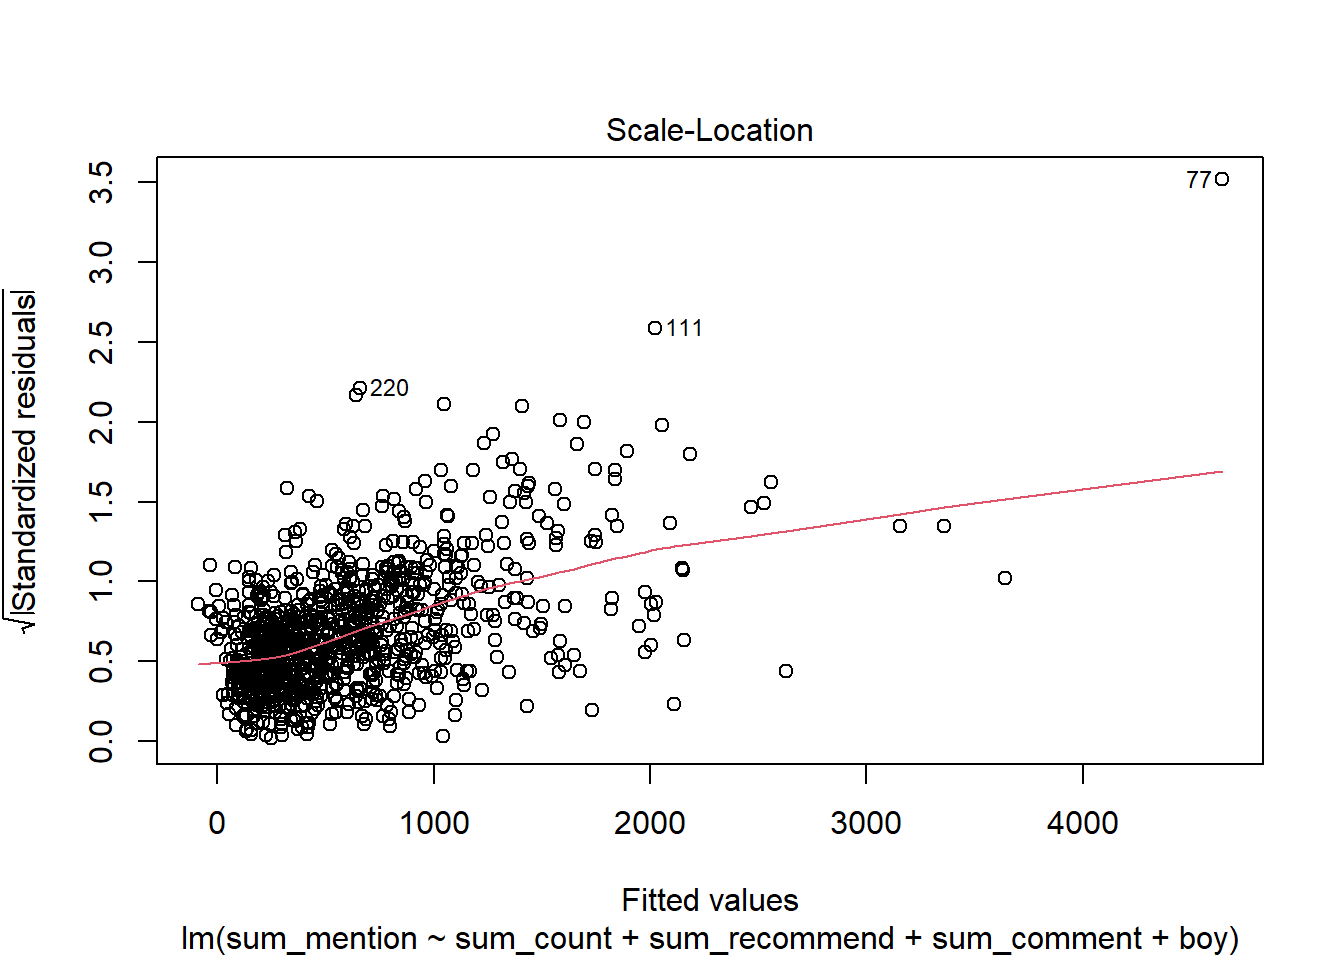 Scale-Location
√|Standardized residuals|
3.5
3.0
2.5
2.0
1.5
1.0
0.5
0.0
77
111
220
0 1000 2000 3000 4000
Fitted values
lm(sum_mention ~ sum_count + sum_recommend + sum_comment + boy)